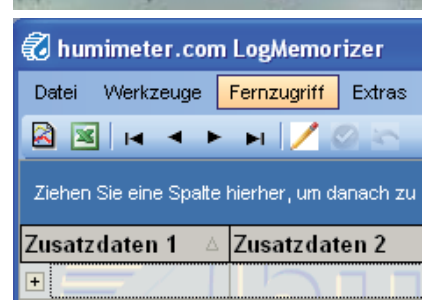 humimeter.com LogMemorizer
Datei Werkzeuge Fernzugriff Extras
Ziehen Sie eine Spalte hierher, um danach zu
Zusatzdaten 1 Zusatzdaten 2